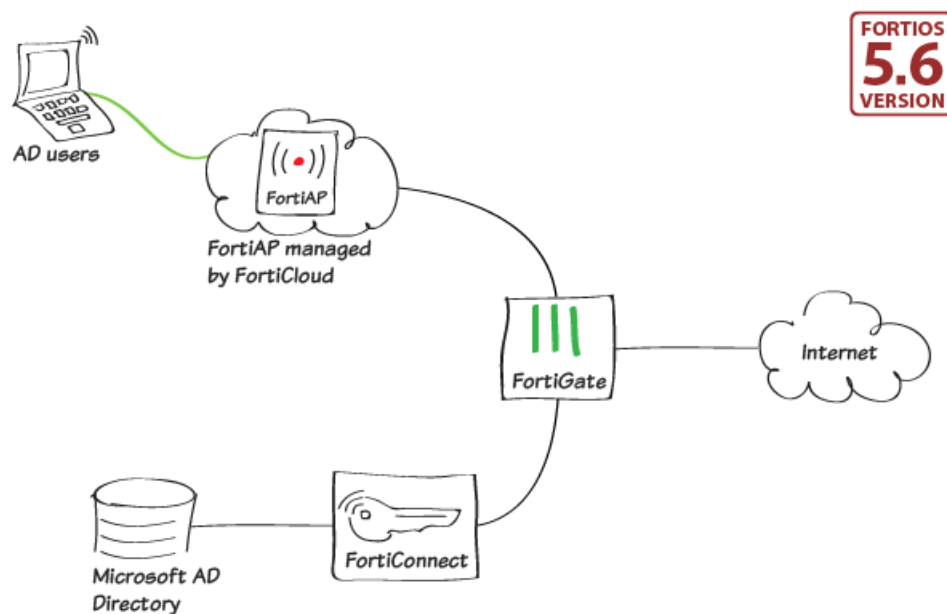 FORTIOS
5.6
VERSION
AD users
FortiAP
FortiAP managed
by FortiCloud
FortiGate
Internet
FortiConnect
Microsoft AD
Directory